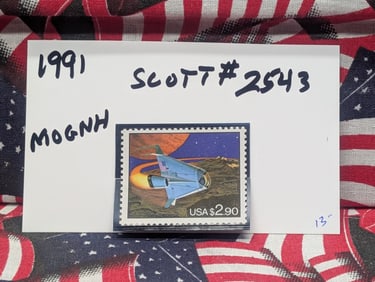 1991
SCOTT# 2543
MOGNH
USA $2.90
13-